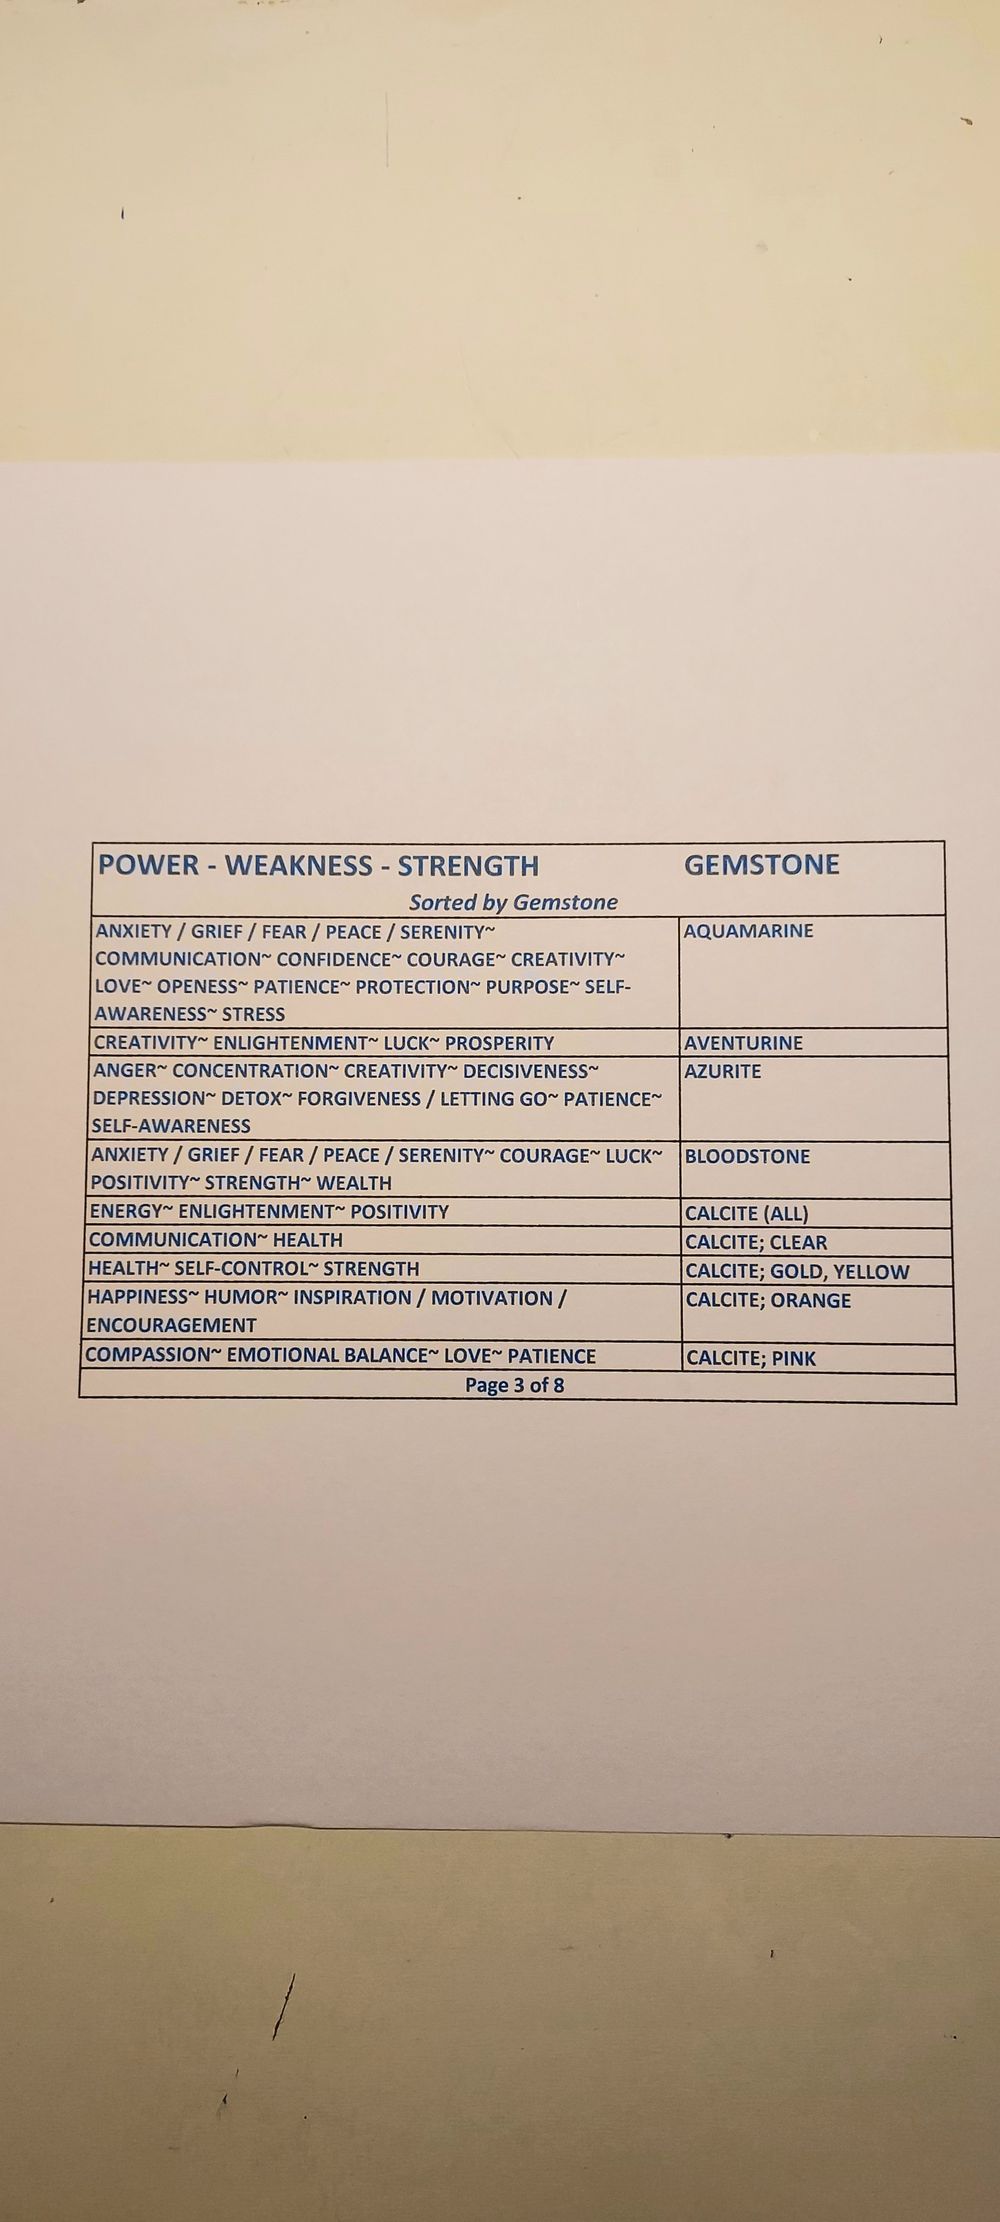 POWER - WEAKNESS - STRENGTH GEMSTONE
Sorted by Gemstone
ANXIETY / GRIEF / FEAR / PEACE / SERENITY~ AQUAMARINE
COMMUNICATION~ CONFIDENCE~ COURAGE~ CREATIVITY~
LOVE~ OPENESS~ PATIENCE~ PROTECTION~ PURPOSE~ SELF-
AWARENESS~ STRESS
CREATIVITY~ ENLIGHTENMENT~ LUCK~ PROSPERITY AVENTURINE
ANGER~ CONCENTRATION~ CREATIVITY~ DECISIVENESS~ AZURITE
DEPRESSION~ DETOX~ FORGIVENESS / LETTING GO~ PATIENCE~
SELF-AWARENESS
ANXIETY / GRIEF / FEAR / PEACE / SERENITY~ COURAGE~ LUCK~ BLOODSTONE
POSITIVITY~ STRENGTH~ WEALTH
ENERGY~ ENLIGHTENMENT~ POSITIVITY CALCITE (ALL)
COMMUNICATION~ HEALTH CALCITE; CLEAR
HEALTH~ SELF-CONTROL~ STRENGTH CALCITE; GOLD, YELLOW
HAPPINESS~ HUMOR~ INSPIRATION / MOTIVATION / CALCITE; ORANGE
ENCOURAGEMENT
COMPASSION~ EMOTIONAL BALANCE~ LOVE~ PATIENCE CALCITE; PINK
Page 3 of 8